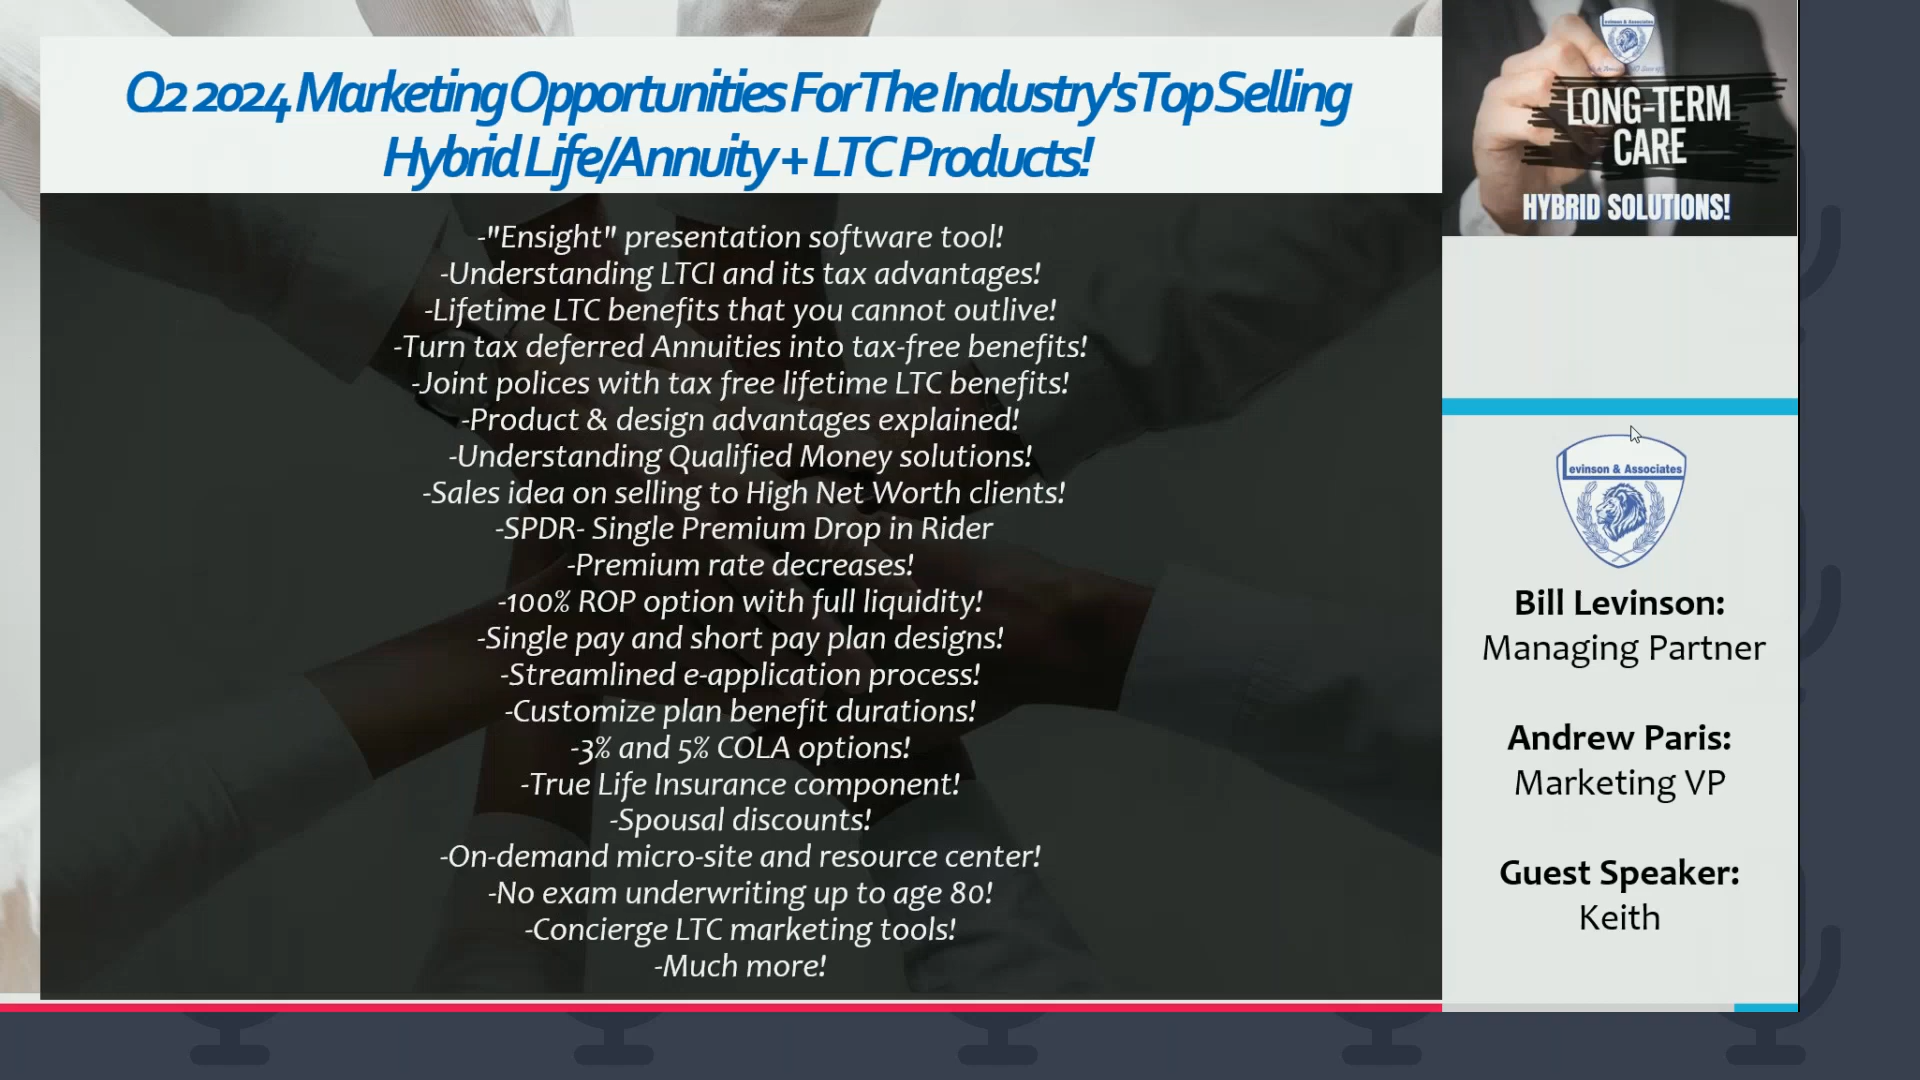 Q2 2024 Marketing Opportunities For The Industry's Top Selling
Hybrid Life/Annuity + LTC Products!
-"Ensight" presentation software tool!
-Understanding LTCI and its tax advantages!
-Lifetime LTC benefits that you cannot outlive!
-Turn tax deferred Annuities into tax-free benefits!
-Joint polices with tax free lifetime LTC benefits!
-Product & design advantages explained!
-Understanding Qualified Money solutions!
-Sales idea on selling to High Net Worth clients!
-SPDR- Single Premium Drop in Rider
-Premium rate decreases!
-100% ROP option with full liquidity!
-Single pay and short pay plan designs!
-Streamlined e-application process!
-Customize plan benefit durations!
-3% and 5% COLA options!
-True Life Insurance component!
-Spousal discounts!
-On-demand micro-site and resource center!
-No exam underwriting up to age 80!
-Concierge LTC marketing tools!
-Much more!
Levinson & Associates
LONG-TERM
CARE
HYBRID SOLUTIONS!
Levinson & Associates
Bill Levinson:
Managing Partner
Andrew Paris:
Marketing VP
Guest Speaker:
Keith